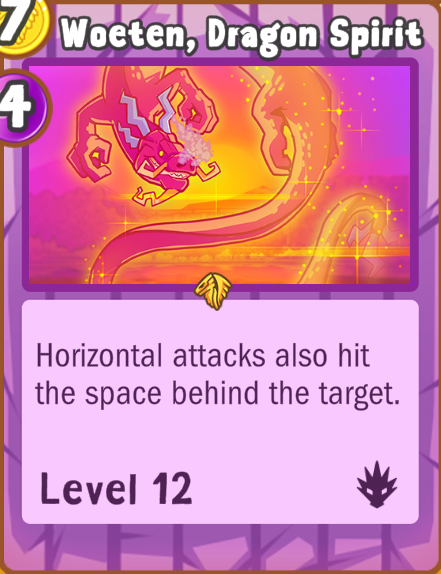 7
Woeten, Dragon Spirit
4
Horizontal attacks also hit
the space behind the target.
Level 12